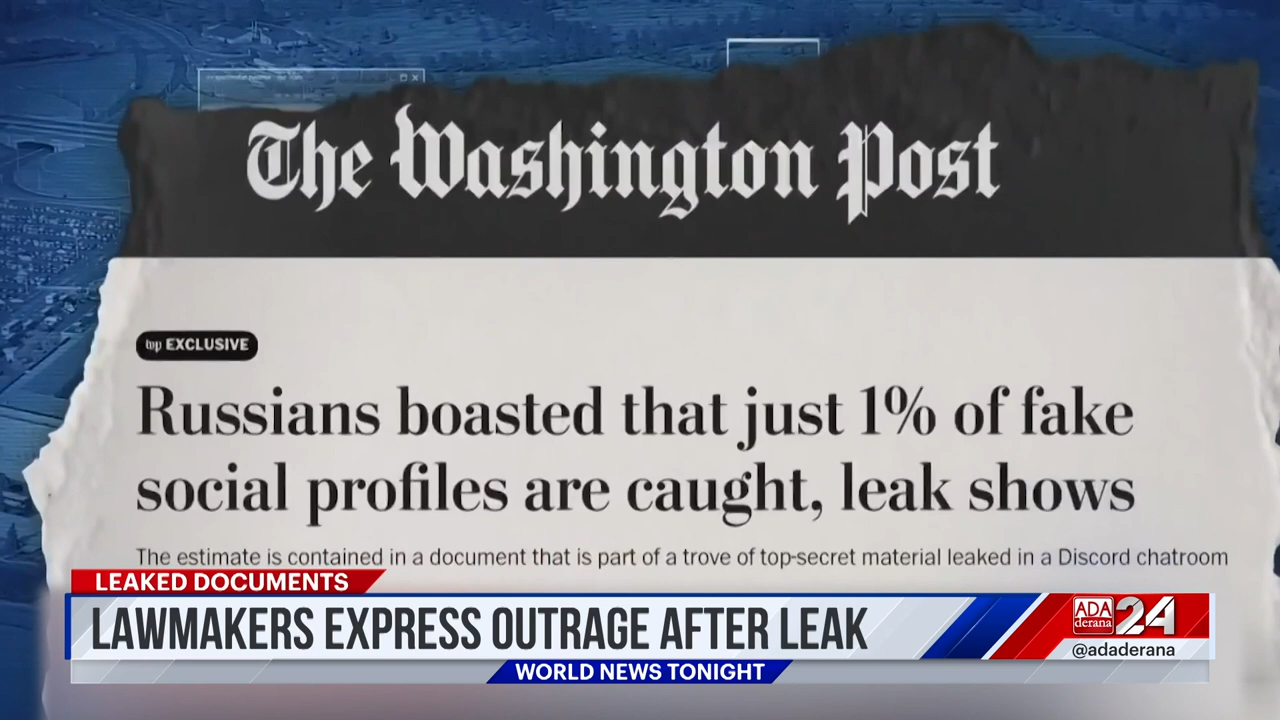 The Washington Post
wp EXCLUSIVE
Russians boasted that just 1% of fake
social profiles are caught, leak shows
The estimate is contained in a document that is part of a trove of top-secret material leaked in a Discord chatroom
LEAKED DOCUMENTS
LAWMAKERS EXPRESS OUTRAGE AFTER LEAK
ADA
derana
24
@adaderana
WORLD NEWS TONIGHT